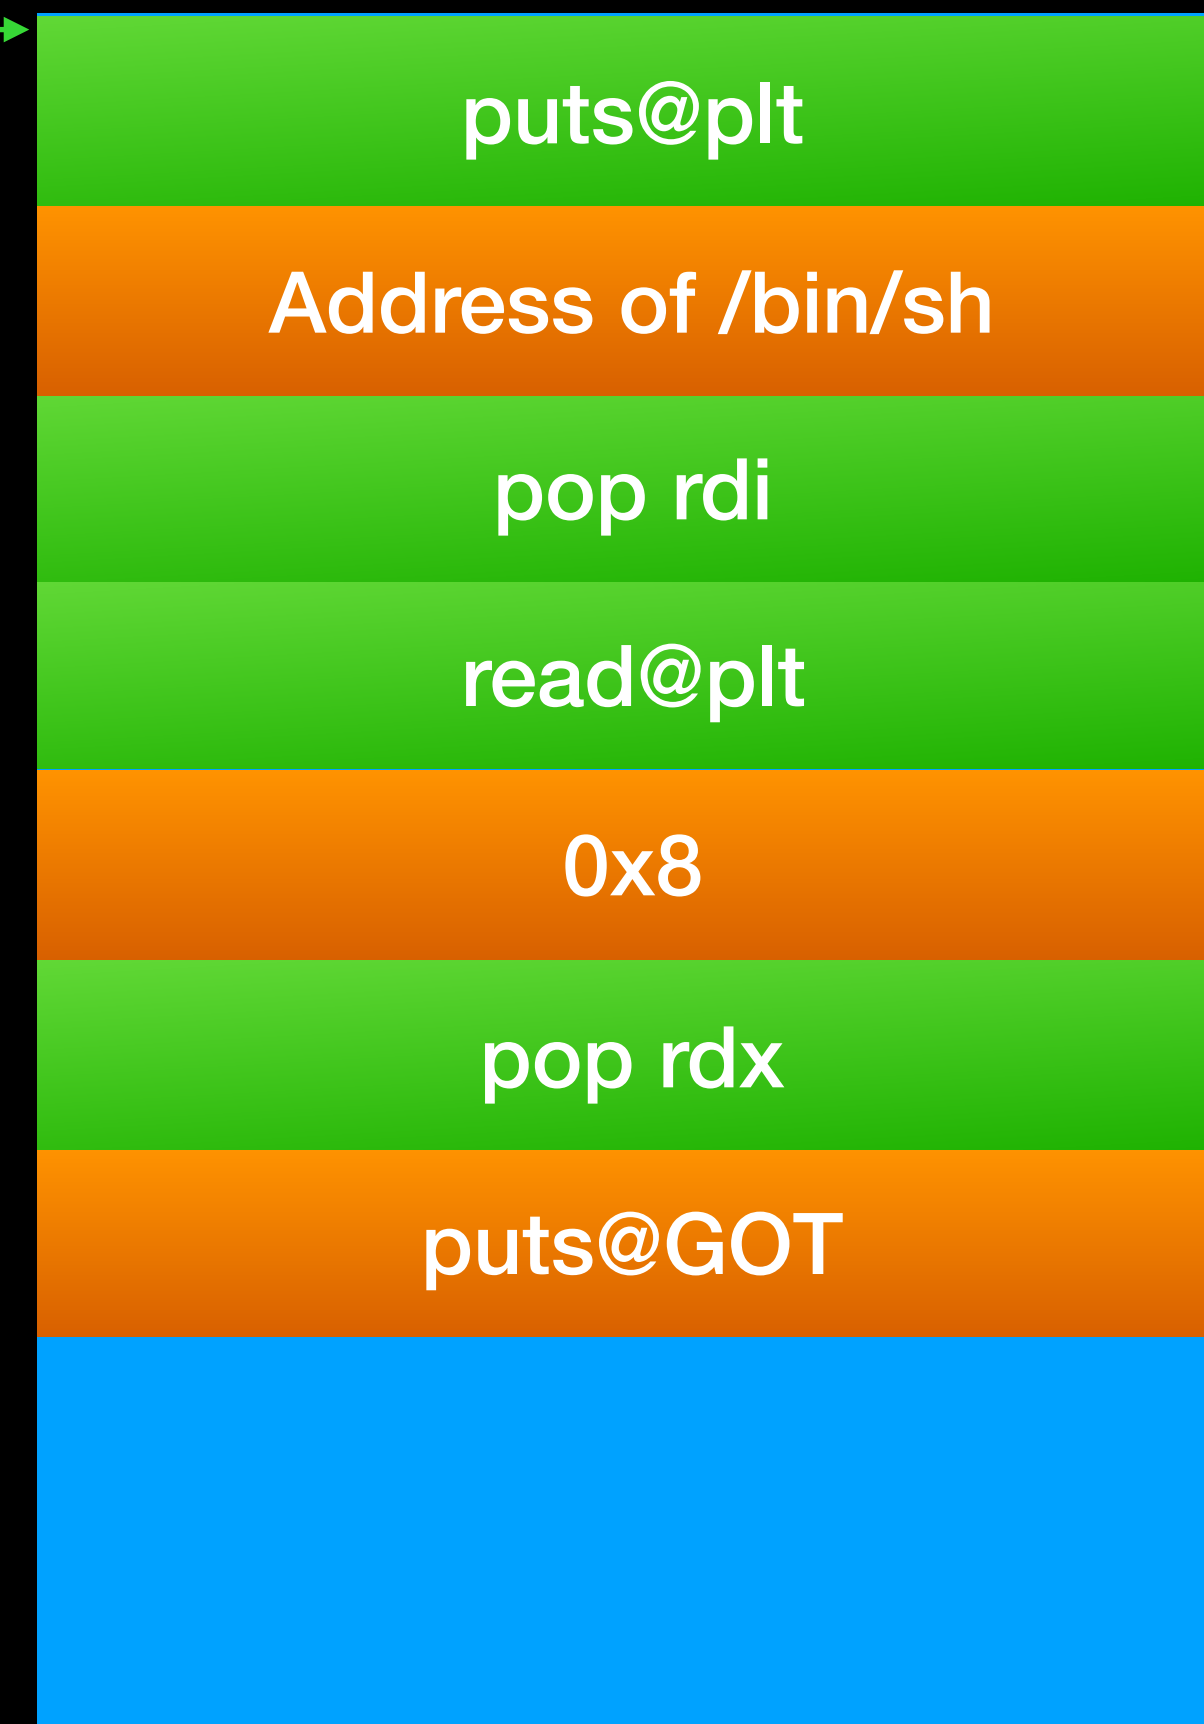 puts@plt
Address of /bin/sh
pop rdi
read@plt
0x8
pop rdx
puts@GOT